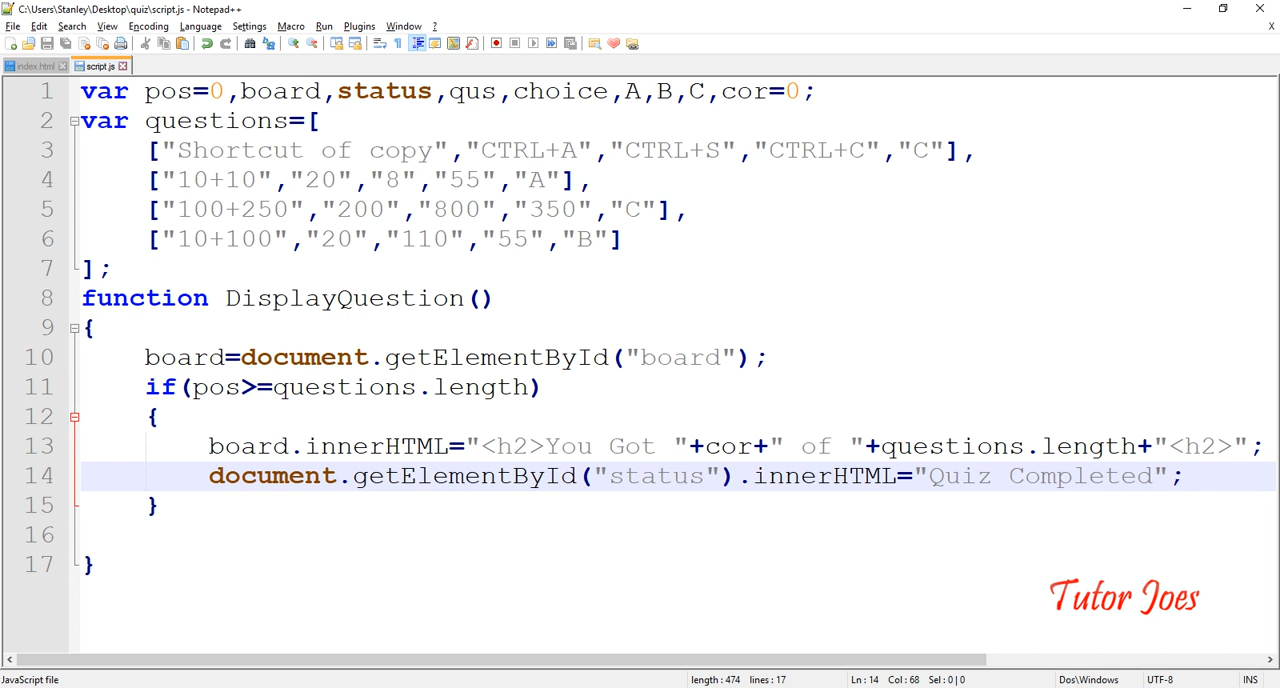 C:\Users\Stanley\Desktop\quiz\script.js - Notepad++
File Edit Search View Encoding Language Settings Macro Run Plugins Window ?
X
index.html script.js
1 var pos=0,board,status,qus,choice,A,B,C,cor=0;
2 var questions=[
3 ["Shortcut of copy","CTRL+A","CTRL+S","CTRL+C","C"],
4 ["10+10","20","8","55","A"],
5 ["100+250","200","800","350","C"],
6 ["10+100","20","110","55","B"]
7 ];
8 function DisplayQuestion()
9 {
10 board=document.getElementById("board");
11 if(pos>=questions.length)
12 {
13 board.innerHTML="<h2>You Got "+cor+" of "+questions.length+"<h2>";
14 document.getElementById("status").innerHTML="Quiz Completed";
15 }
16
17 }
Tutor Joes
JavaScript file length : 474 lines : 17 Ln : 14 Col : 68 Sel : 0 | 0 Dos\Windows UTF-8 INS